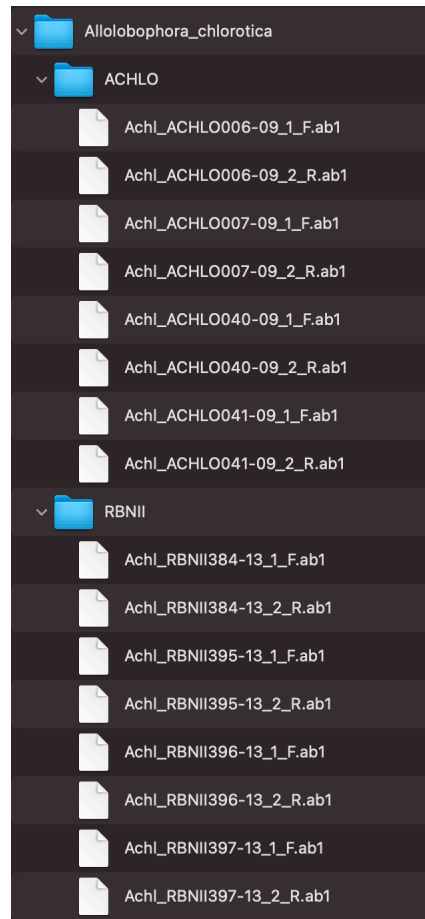 Allolobophora_chlorotica
ACHLO
Achl_ACHLO006-09_1_F.ab1
Achl_ACHLO006-09_2_R.ab1
Achl_ACHLO007-09_1_F.ab1
Achl_ACHLO007-09_2_R.ab1
Achl_ACHLO040-09_1_F.ab1
Achl_ACHLO040-09_2_R.ab1
Achl_ACHLO041-09_1_F.ab1
Achl_ACHLO041-09_2_R.ab1
RBNII
Achl_RBNII384-13_1_F.ab1
Achl_RBNII384-13_2_R.ab1
Achl_RBNII395-13_1_F.ab1
Achl_RBNII395-13_2_R.ab1
Achl_RBNII396-13_1_F.ab1
Achl_RBNII396-13_2_R.ab1
Achl_RBNII397-13_1_F.ab1
Achl_RBNII397-13_2_R.ab1